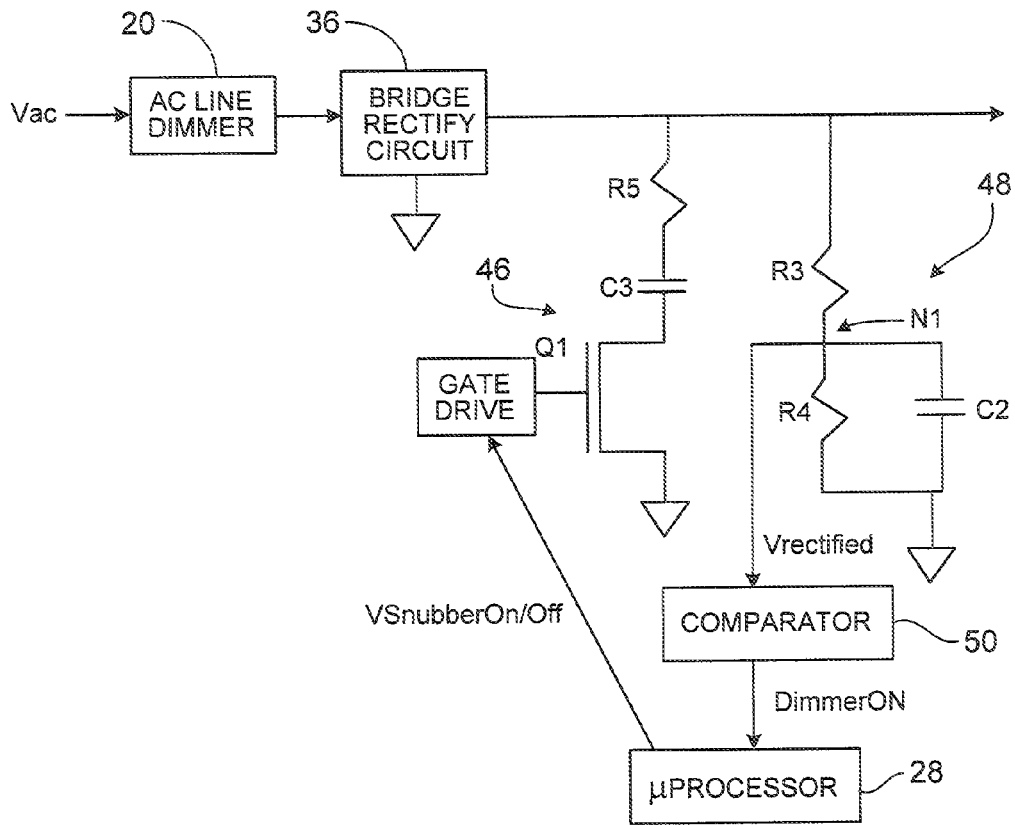 20
36
Vac
AC LINE
DIMMER
BRIDGE
RECTIFY
CIRCUIT
R5
48
46
C3
R3
N1
Q1
GATE
DRIVE
R4
C2
Vrectified
VSnubberOn/Off
COMPARATOR
50
DimmerON
µPROCESSOR
28